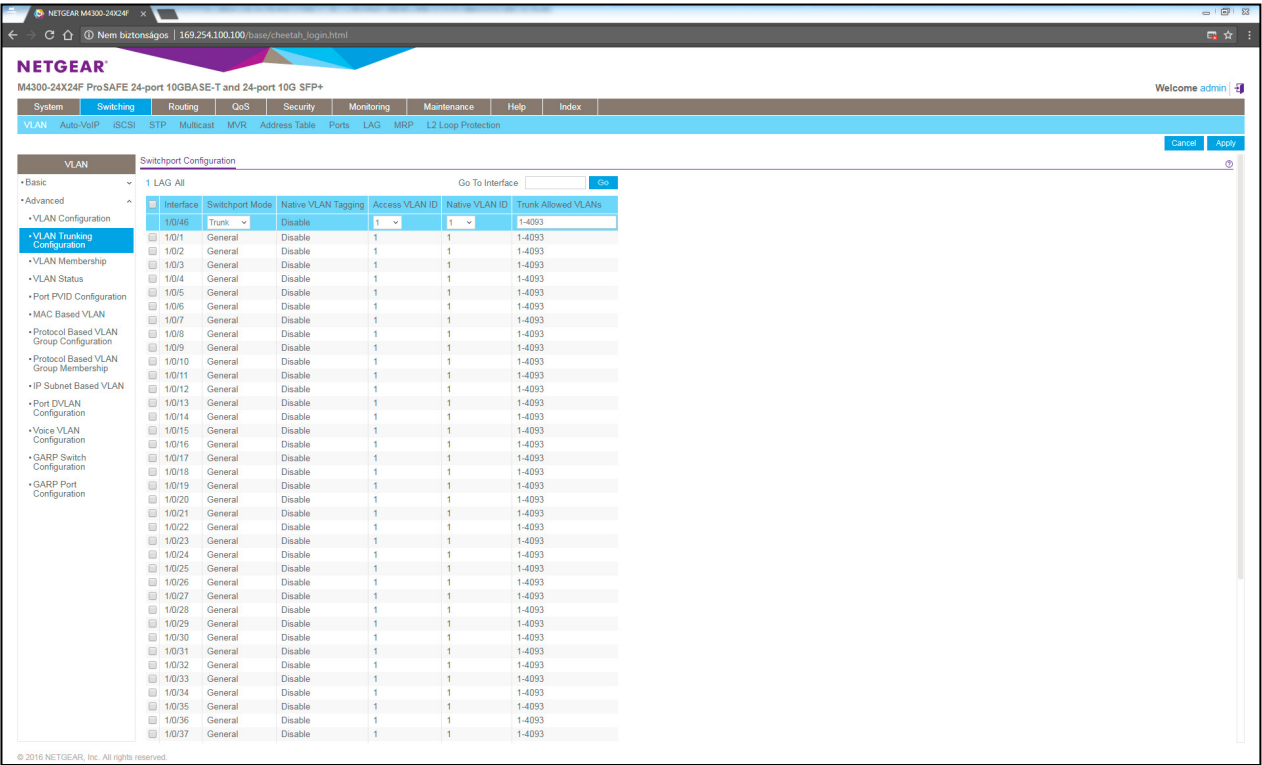 NETGEAR M4300-24X24F
Nem biztonságos | 169.254.100.100/base/cheetah_login.html
NETGEAR®
M4300-24X24F ProSAFE 24-port 10GBASE-T and 24-port 10G SFP+
Welcome admin
System Switching Routing QoS Security Monitoring Maintenance Help Index
VLAN Auto-VoIP iSCSI STP Multicast MVR Address Table Ports LAG MRP L2 Loop Protection
Cancel Apply
VLAN
• Basic
• Advanced
• VLAN Configuration
• VLAN Trunking
Configuration
• VLAN Membership
• VLAN Status
• Port PVID Configuration
• MAC Based VLAN
• Protocol Based VLAN
Group Configuration
• Protocol Based VLAN
Group Membership
• IP Subnet Based VLAN
• Port DVLAN
Configuration
• Voice VLAN
Configuration
• GARP Switch
Configuration
• GARP Port
Configuration
Switchport Configuration
1 LAG All Go To Interface Go
Interface Switchport Mode Native VLAN Tagging Access VLAN ID Native VLAN ID Trunk Allowed VLANs
1/0/46 Trunk Disable 1 1 1-4093
1/0/1 General Disable 1 1 1-4093
1/0/2 General Disable 1 1 1-4093
1/0/3 General Disable 1 1 1-4093
1/0/4 General Disable 1 1 1-4093
1/0/5 General Disable 1 1 1-4093
1/0/6 General Disable 1 1 1-4093
1/0/7 General Disable 1 1 1-4093
1/0/8 General Disable 1 1 1-4093
1/0/9 General Disable 1 1 1-4093
1/0/10 General Disable 1 1 1-4093
1/0/11 General Disable 1 1 1-4093
1/0/12 General Disable 1 1 1-4093
1/0/13 General Disable 1 1 1-4093
1/0/14 General Disable 1 1 1-4093
1/0/15 General Disable 1 1 1-4093
1/0/16 General Disable 1 1 1-4093
1/0/17 General Disable 1 1 1-4093
1/0/18 General Disable 1 1 1-4093
1/0/19 General Disable 1 1 1-4093
1/0/20 General Disable 1 1 1-4093
1/0/21 General Disable 1 1 1-4093
1/0/22 General Disable 1 1 1-4093
1/0/23 General Disable 1 1 1-4093
1/0/24 General Disable 1 1 1-4093
1/0/25 General Disable 1 1 1-4093
1/0/26 General Disable 1 1 1-4093
1/0/27 General Disable 1 1 1-4093
1/0/28 General Disable 1 1 1-4093
1/0/29 General Disable 1 1 1-4093
1/0/30 General Disable 1 1 1-4093
1/0/31 General Disable 1 1 1-4093
1/0/32 General Disable 1 1 1-4093
1/0/33 General Disable 1 1 1-4093
1/0/34 General Disable 1 1 1-4093
1/0/35 General Disable 1 1 1-4093
1/0/36 General Disable 1 1 1-4093
1/0/37 General Disable 1 1 1-4093
© 2016 NETGEAR, Inc. All rights reserved.